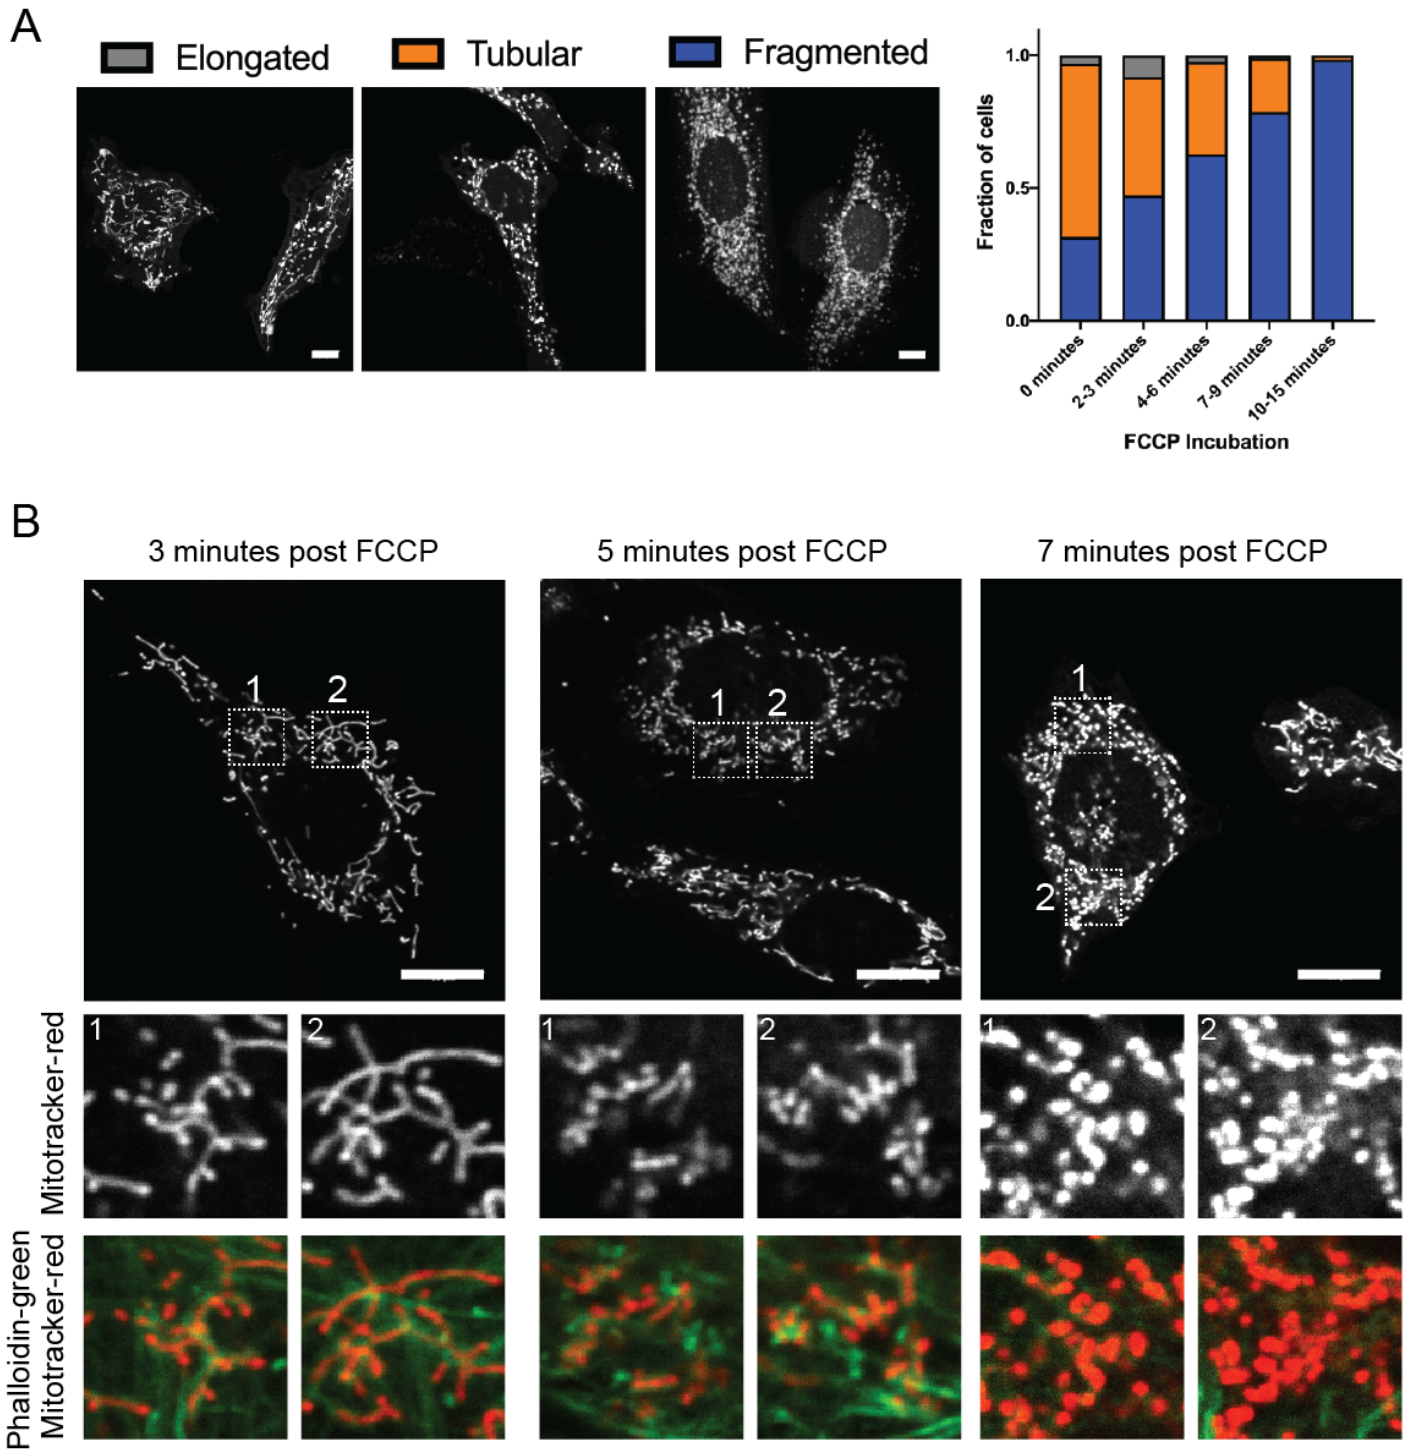 A
Elongated
Tubular
Fragmented
1.0
0.5
0.0
Fraction of cells
0 minutes
2-3 minutes
4-6 minutes
7-9 minutes
10-15 minutes
FCCP Incubation
B
3 minutes post FCCP
5 minutes post FCCP
7 minutes post FCCP
1
2
1
2
1
2
Mitotracker-red
1
2
1
2
1
2
Phalloidin-green
Mitotracker-red